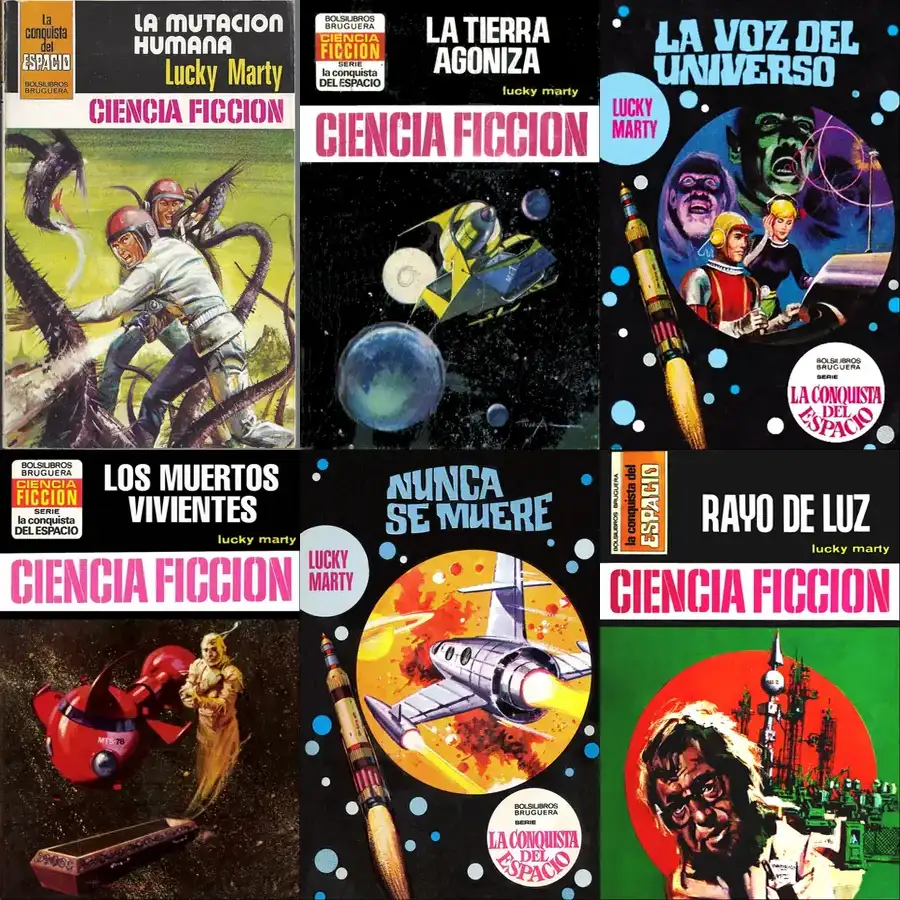 La
conquista
del
ESPACIO
BOLSILIBROS
BRUGUERA
LA MUTACION
HUMANA
Lucky Marty
CIENCIA FICCION
BOLSILIBROS
BRUGUERA
CIENCIA
FICCION
SERIE
la conquista
DEL ESPACIO
LA TIERRA
AGONIZA
lucky marty
CIENCIA FICCION
LA VOZ DEL
UNIVERSO
LUCKY
MARTY
BOLSILIBROS
BRUGUERA
SERIE
LA CONQUISTA
DEL
ESPACIO
BOLSILIBROS
BRUGUERA
CIENCIA
FICCION
SERIE
la conquista
DEL ESPACIO
LOS MUERTOS
VIVIENTES
lucky marty
CIENCIA FICCION
MTS-78
NUNCA
SE MUERE
LUCKY
MARTY
BOLSILIBROS
BRUGUERA
SERIE
LA CONQUISTA
DEL
ESPACIO
BOLSILIBROS BRUGUERA
la conquista del
ESPACIO
RAYO DE LUZ
lucky marty
CIENCIA FICCION